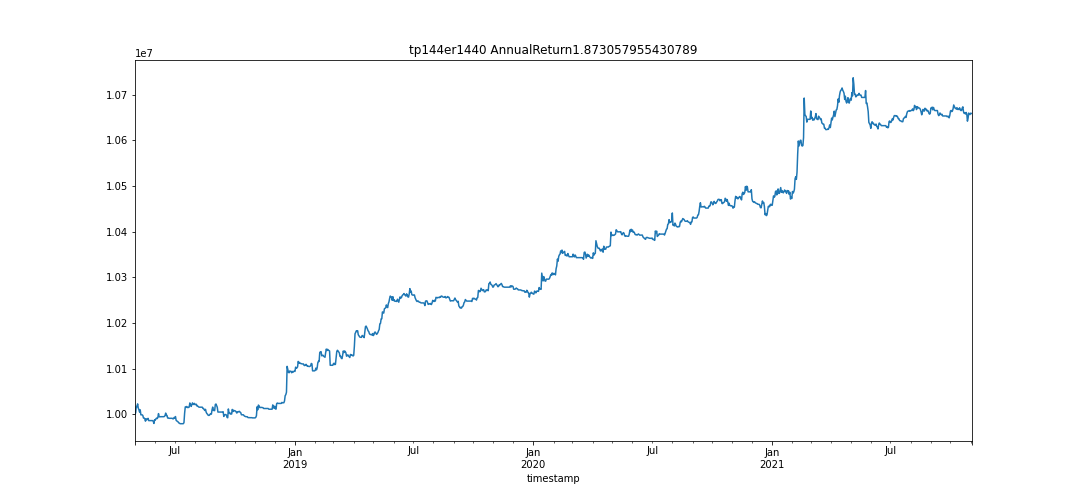 tp144er1440 AnnualReturn1.873057955430789
1e7
1.07
1.06
1.05
1.04
1.03
1.02
1.01
1.00
Jul Jan Jul Jan Jul Jan Jul
2019 2020 2021
timestamp